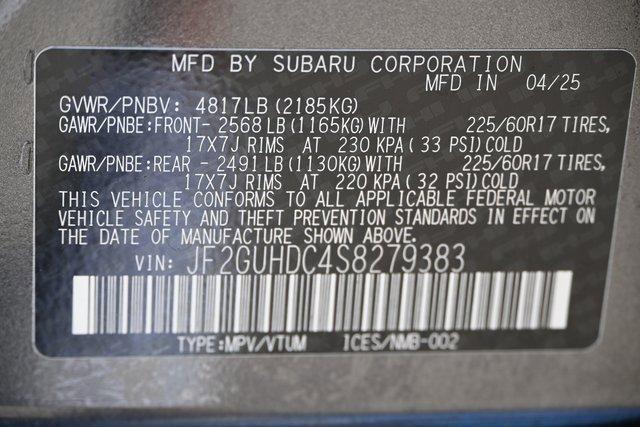 MFD BY SUBARU CORPORATION
MFD IN 04/25
GVWR/PNBV: 4817LB (2185KG)
GAWR/PNBE:FRONT- 2568 LB (1165KG) WITH 225/60R17 TIRES,
17X7J RIMS AT 230 KPA (33 PSI) COLD
GAWR/PNBE:REAR - 2491 LB (1130KG) WITH 225/60R17 TIRES,
17X7J RIMS AT 220 KPA (32 PSI) COLD
THIS VEHICLE CONFORMS TO ALL APPLICABLE FEDERAL MOTOR
VEHICLE SAFETY AND THEFT PREVENTION STANDARDS IN EFFECT ON
THE DATE OF MANUFACTURE SHOWN ABOVE.
VIN: JF2GUHDC4S8279383
TYPE:MPV/VTUM ICES/NMB-002